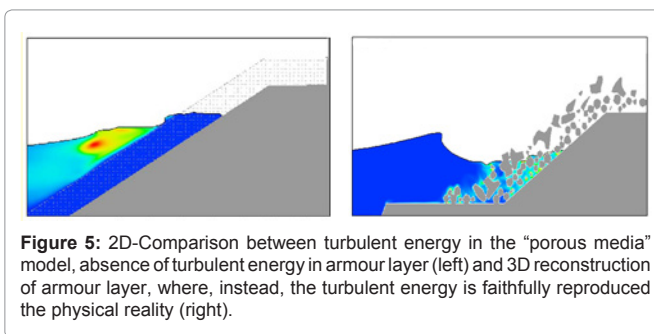 Figure 5: 2D-Comparison between turbulent energy in the “porous media”
model, absence of turbulent energy in armour layer (left) and 3D reconstruction
of armour layer, where, instead, the turbulent energy is faithfully reproduced
the physical reality (right).